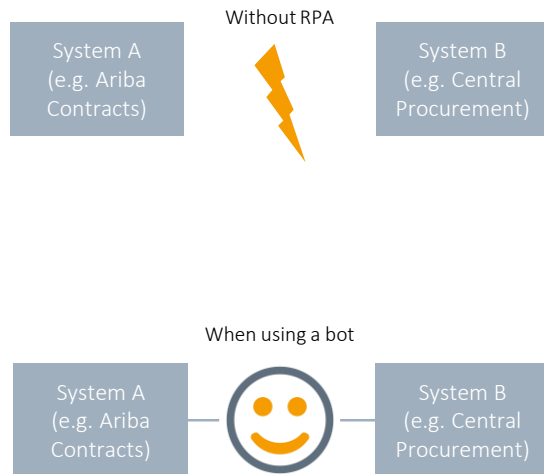 Without RPA
System A
(e.g. Ariba
Contracts)
System B
(e.g. Central
Procurement)
When using a bot
System A
(e.g. Ariba
Contracts)
System B
(e.g. Central
Procurement)